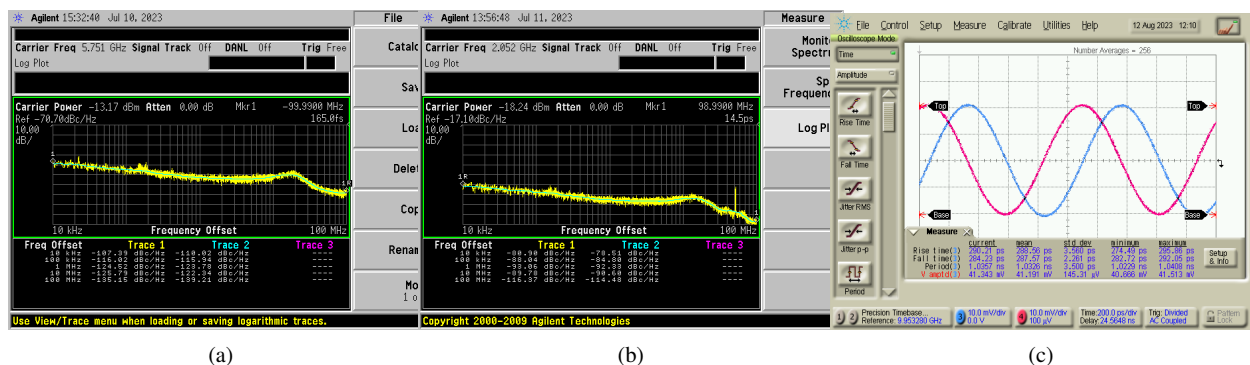 Agilent 15:32:40 Jul 10, 2023
File
Carrier Freq 5.751 GHz Signal Track Off DANL Off Trig Free
Log Plot
Catalo
Sav
Carrier Power -13.17 dBm Atten 0.00 dB Mkr1 -99.9900 MHz
Ref -70.70dBc/Hz 165.0fs
10.00
dB/
Loa
Delet
Cop
10 kHz Frequency Offset 100 MHz
Freq Offset Trace 1 Trace 2 Trace 3
10 kHz -107.39 dBc/Hz -110.02 dBc/Hz ----
100 kHz -116.02 dBc/Hz -115.94 dBc/Hz ----
1 MHz -124.52 dBc/Hz -123.78 dBc/Hz ----
10 MHz -125.79 dBc/Hz -122.34 dBc/Hz ----
100 MHz -135.15 dBc/Hz -139.21 dBc/Hz ----
Renam
Mo
1 o
Use View/Trace menu when loading or saving logarithmic traces.
(a)
Agilent 13:56:48 Jul 11, 2023
Measure
Carrier Freq 2.052 GHz Signal Track Off DANL Off Trig Free
Log Plot
Monit
Spectru
Sp
Frequenc
Carrier Power -18.24 dBm Atten 0.00 dB Mkr1 98.9900 MHz
Ref -17.10dBc/Hz 14.5ps
10.00
dB/
Log Pl
10 kHz Frequency Offset 100 MHz
Freq Offset Trace 1 Trace 2 Trace 3
10 kHz -80.90 dBc/Hz -78.51 dBc/Hz ----
100 kHz -88.04 dBc/Hz -84.80 dBc/Hz ----
1 MHz -93.06 dBc/Hz -92.33 dBc/Hz ----
10 MHz -89.78 dBc/Hz -90.60 dBc/Hz ----
100 MHz -116.37 dBc/Hz -114.48 dBc/Hz ----
Copyright 2000-2009 Agilent Technologies
(b)
File Control Setup Measure Calibrate Utilities Help 12 Aug 2023 12:10
Oscilloscope Mode
Time
Number Averages = 256
Amplitude
Rise Time
Fall Time
Jitter RMS
Jitter p-p
Period
Top Top
Base Base
Measure
current mean std dev minimum maximum
Rise time(3) 290.21 ps 288.56 ps 3.560 ps 274.49 ps 295.86 ps
Fall time(3) 284.23 ps 287.57 ps 2.261 ps 282.72 ps 292.05 ps
Period(3) 1.0357 ns 1.0326 ns 3.500 ps 1.0229 ns 1.0408 ns
V amptd(3) 41.343 mV 41.191 mV 145.31 µV 40.666 mV 41.513 mV
Setup
& Info
1 2 Precision Timebase...
Reference: 9.953280 GHz
3 10.0 mV/div
0.0 V
4 10.0 mV/div
100 µV
Time:200.0 ps/div
Delay:24.5648 ns
Trig: Divided
AC Coupled
Pattern
Lock
(c)